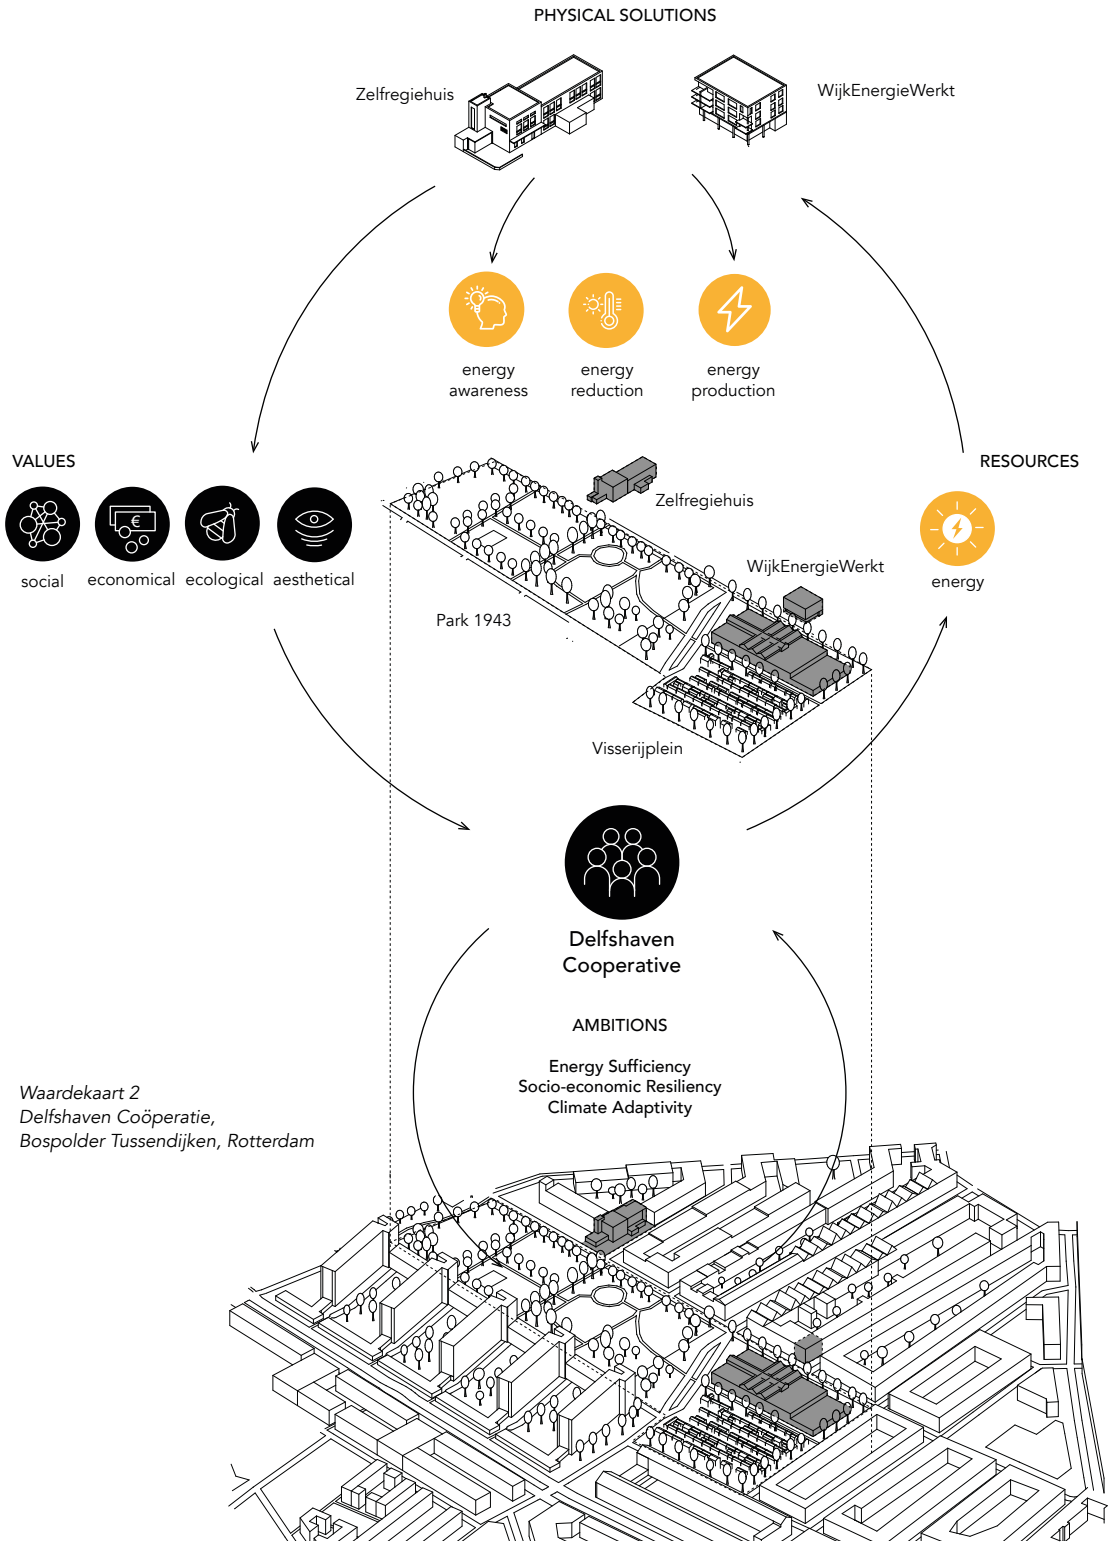 PHYSICAL SOLUTIONS
Zelfregiehuis
WijkEnergieWerkt
energy
awareness
energy
reduction
energy
production
VALUES
RESOURCES
social
economical
ecological
aesthetical
energy
Zelfregiehuis
WijkEnergieWerkt
Park 1943
Visserijplein
Delfshaven
Cooperative
AMBITIONS
Energy Sufficiency
Socio-economic Resiliency
Climate Adaptivity
Waardekaart 2
Delfshaven Coöperatie,
Bospolder Tussendijken, Rotterdam